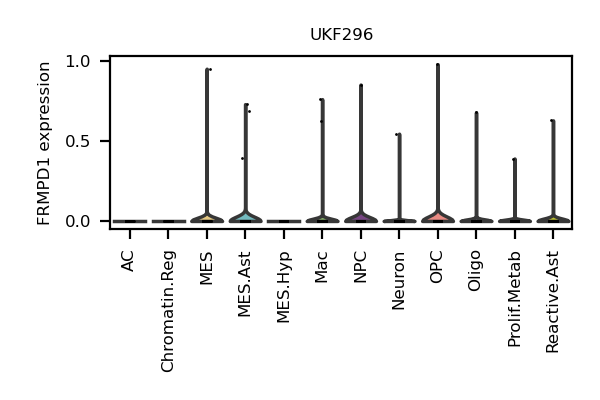 UKF296
FRMPD1 expression
1.0
0.5
0.0
AC
Chromatin.Reg
MES
MES.Ast
MES.Hyp
Mac
NPC
Neuron
OPC
Oligo
Prolif.Metab
Reactive.Ast